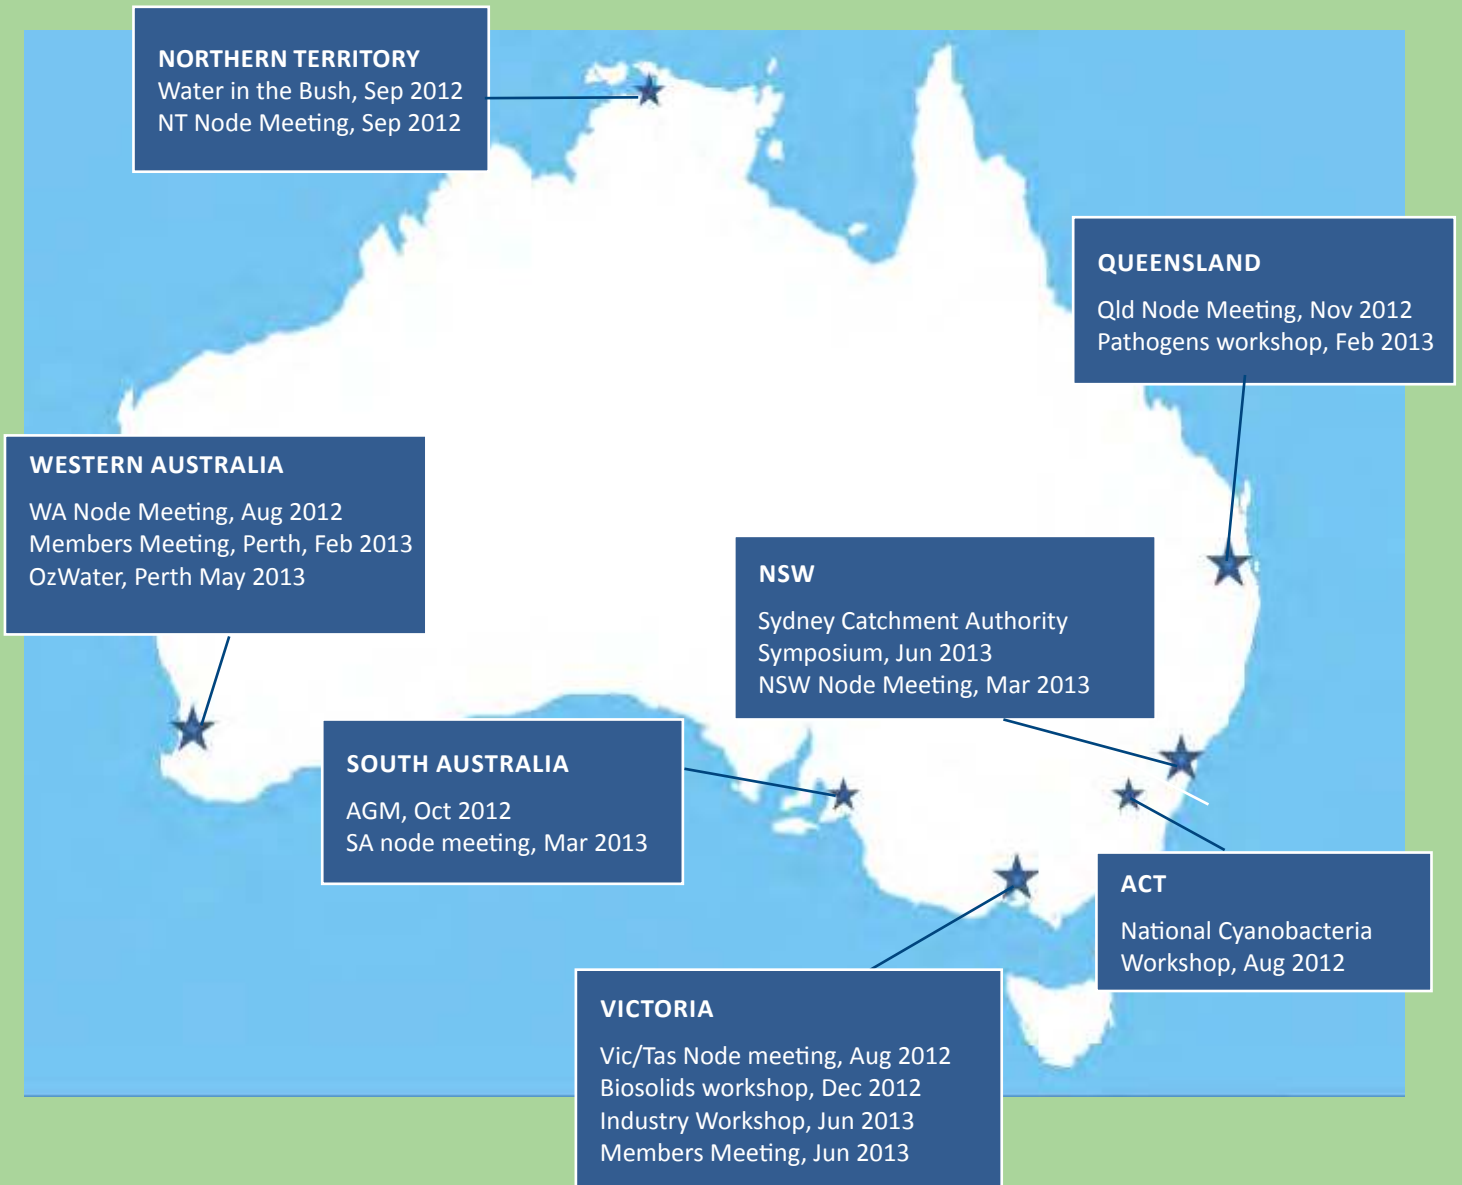 NORTHERN TERRITORY
Water in the Bush, Sep 2012
NT Node Meeting, Sep 2012
QUEENSLAND
Qld Node Meeting, Nov 2012
Pathogens workshop, Feb 2013
WESTERN AUSTRALIA
WA Node Meeting, Aug 2012
Members Meeting, Perth, Feb 2013
OzWater, Perth May 2013
NSW
Sydney Catchment Authority
Symposium, Jun 2013
NSW Node Meeting, Mar 2013
SOUTH AUSTRALIA
AGM, Oct 2012
SA node meeting, Mar 2013
ACT
National Cyanobacteria
Workshop, Aug 2012
VICTORIA
Vic/Tas Node meeting, Aug 2012
Biosolids workshop, Dec 2012
Industry Workshop, Jun 2013
Members Meeting, Jun 2013